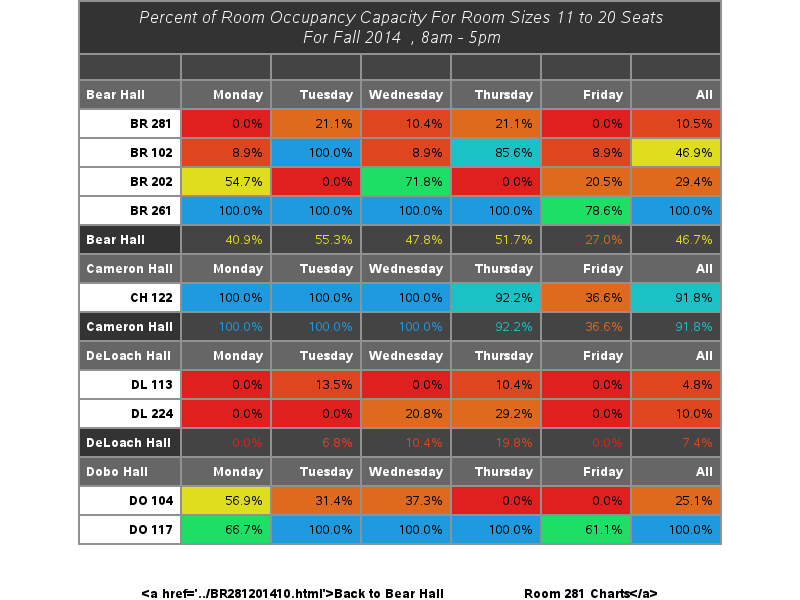 Percent of Room Occupancy Capacity For Room Sizes 11 to 20 Seats
For Fall 2014 , 8am - 5pm
Bear Hall Monday Tuesday Wednesday Thursday Friday All
BR 281 0.0% 21.1% 10.4% 21.1% 0.0% 10.5%
BR 102 8.9% 100.0% 8.9% 85.6% 8.9% 46.9%
BR 202 54.7% 0.0% 71.8% 0.0% 20.5% 29.4%
BR 261 100.0% 100.0% 100.0% 100.0% 78.6% 100.0%
Bear Hall 40.9% 55.3% 47.8% 51.7% 27.0% 46.7%
Cameron Hall Monday Tuesday Wednesday Thursday Friday All
CH 122 100.0% 100.0% 100.0% 92.2% 36.6% 91.8%
Cameron Hall 100.0% 100.0% 100.0% 92.2% 36.6% 91.8%
DeLoach Hall Monday Tuesday Wednesday Thursday Friday All
DL 113 0.0% 13.5% 0.0% 10.4% 0.0% 4.8%
DL 224 0.0% 0.0% 20.8% 29.2% 0.0% 10.0%
DeLoach Hall 0.0% 6.8% 10.4% 19.8% 0.0% 7.4%
Dobo Hall Monday Tuesday Wednesday Thursday Friday All
DO 104 56.9% 31.4% 37.3% 0.0% 0.0% 25.1%
DO 117 66.7% 100.0% 100.0% 100.0% 61.1% 100.0%
<a href='../BR281201410.html'>Back to Bear Hall Room 281 Charts</a>